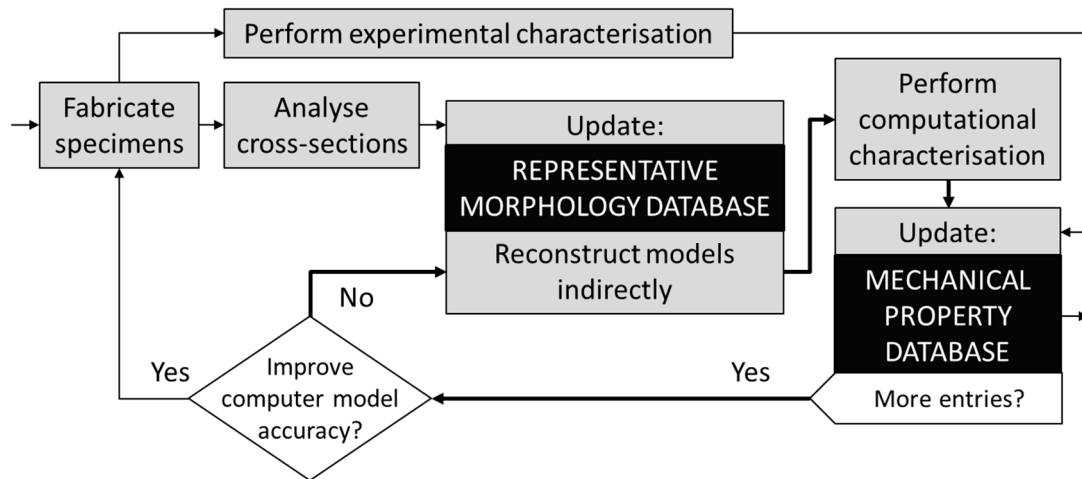 Perform experimental characterisation
Fabricate
specimens
Analyse
cross-sections
Update:
REPRESENTATIVE
MORPHOLOGY DATABASE
Reconstruct models
indirectly
Perform
computational
characterisation
Update:
MECHANICAL
PROPERTY
DATABASE
More entries?
Yes
Improve
computer model
accuracy?
No
Yes